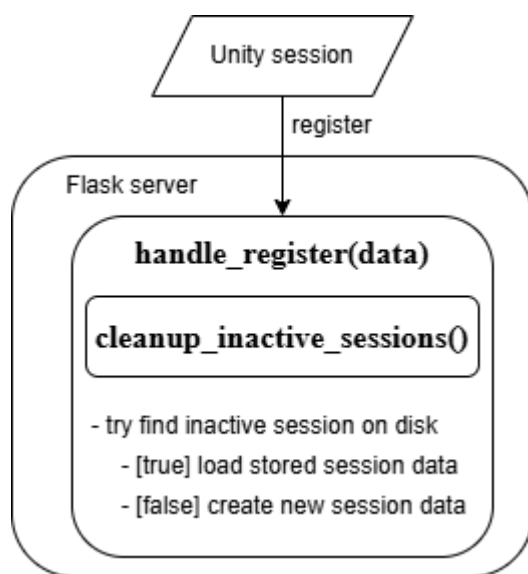 Unity session
register
Flask server
handle_register(data)
cleanup_inactive_sessions()
- try find inactive session on disk
- [true] load stored session data
- [false] create new session data